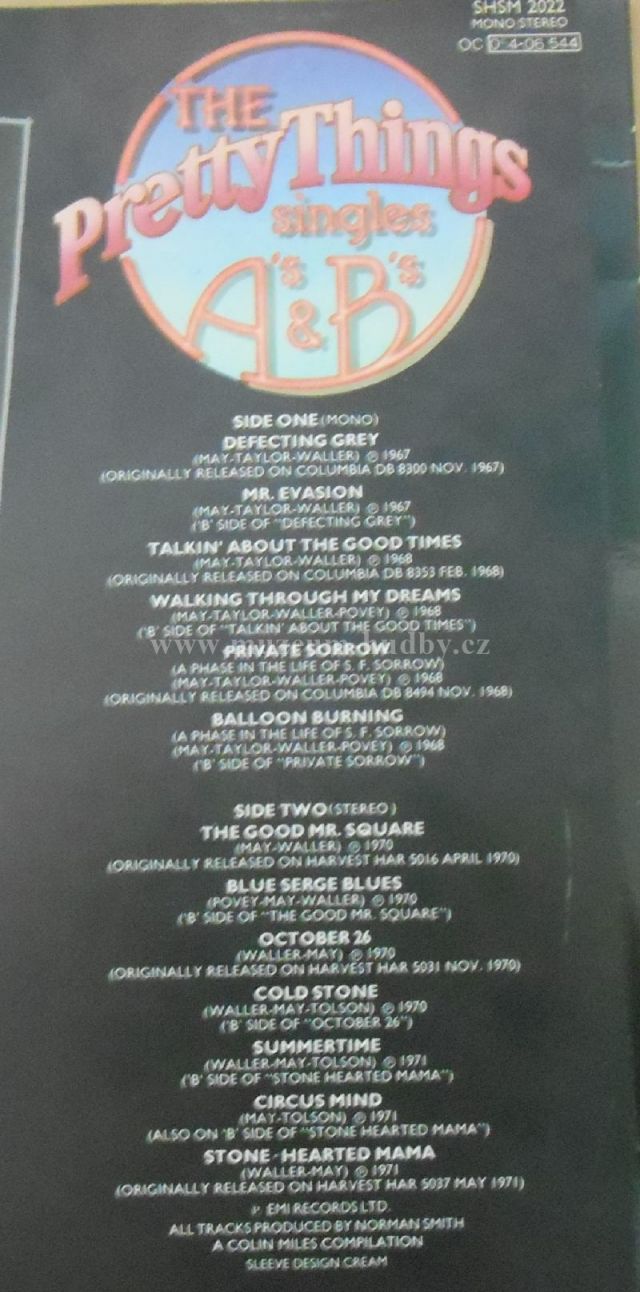 SHSM 2022
MONO STEREO
OC 0 4-06 544
THE
Pretty Things
singles
A's & B's
SIDE ONE (MONO)
DEFECTING GREY
(MAY-TAYLOR-WALLER) ℗ 1967
(ORIGINALLY RELEASED ON COLUMBIA DB 8300 NOV. 1967)
MR. EVASION
(MAY-TAYLOR-WALLER) ℗ 1967
('B' SIDE OF "DEFECTING GREY")
TALKIN' ABOUT THE GOOD TIMES
(MAY-TAYLOR-WALLER) ℗ 1968
(ORIGINALLY RELEASED ON COLUMBIA DB 8353 FEB. 1968)
WALKING THROUGH MY DREAMS
(MAY-TAYLOR-WALLER-POVEY) ℗ 1968
('B' SIDE OF "TALKIN' ABOUT THE GOOD TIMES")
www.museum-hudby.cz
PRIVATE SORROW
(A PHASE IN THE LIFE OF S. F. SORROW)
(MAY-TAYLOR-WALLER-POVEY) ℗ 1968
(ORIGINALLY RELEASED ON COLUMBIA DB 8494 NOV. 1968)
BALLOON BURNING
(A PHASE IN THE LIFE OF S. F. SORROW)
(MAY-TAYLOR-WALLER-POVEY) ℗ 1968
('B' SIDE OF "PRIVATE SORROW")
SIDE TWO (STEREO)
THE GOOD MR. SQUARE
(MAY-WALLER) ℗ 1970
(ORIGINALLY RELEASED ON HARVEST HAR 5016 APRIL 1970)
BLUE SERGE BLUES
(POVEY-MAY-WALLER) ℗ 1970
('B' SIDE OF "THE GOOD MR. SQUARE")
OCTOBER 26
(WALLER-MAY) ℗ 1970
(ORIGINALLY RELEASED ON HARVEST HAR 5031 NOV. 1970)
COLD STONE
(WALLER-MAY-TOLSON) ℗ 1970
('B' SIDE OF "OCTOBER 26")
SUMMERTIME
(WALLER-MAY-TOLSON) ℗ 1971
('B' SIDE OF "STONE HEARTED MAMA")
CIRCUS MIND
(MAY-TOLSON) ℗ 1971
(ALSO ON 'B' SIDE OF "STONE HEARTED MAMA")
STONE-HEARTED MAMA
(WALLER-MAY) ℗ 1971
(ORIGINALLY RELEASED ON HARVEST HAR 5037 MAY 1971)
℗ EMI RECORDS LTD.
ALL TRACKS PRODUCED BY NORMAN SMITH
A COLIN MILES COMPILATION
SLEEVE DESIGN CREAM